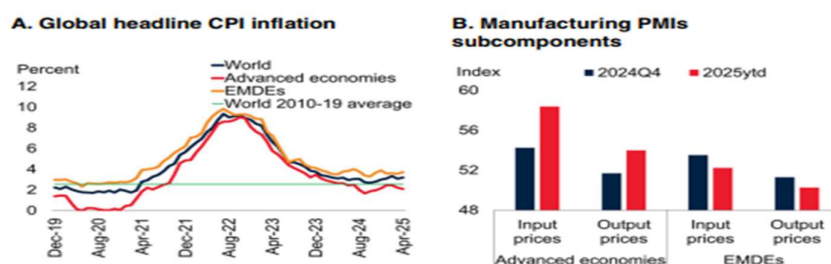 A. Global headline CPI inflation
Percent
World
Advanced economies
EMDEs
World 2010-19 average
12
10
8
6
4
2
0
Dec-19
Aug-20
Apr-21
Dec-21
Aug-22
Apr-23
Dec-23
Aug-24
Apr-25
B. Manufacturing PMIs
subcomponents
Index
2024Q4 2025ytd
60
56
52
48
Input prices
Output prices
Input prices
Output prices
Advanced economies
EMDEs